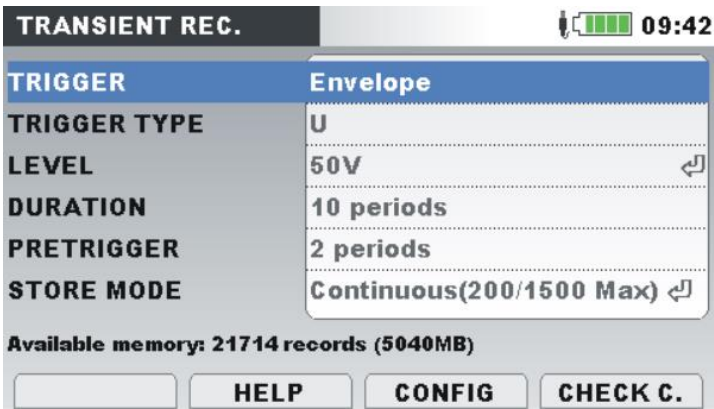 TRANSIENT REC. 09:42
TRIGGER Envelope
TRIGGER TYPE U
LEVEL 50V
DURATION 10 periods
PRETRIGGER 2 periods
STORE MODE Continuous(200/1500 Max)
Available memory: 21714 records (5040MB)
HELP CONFIG CHECK C.